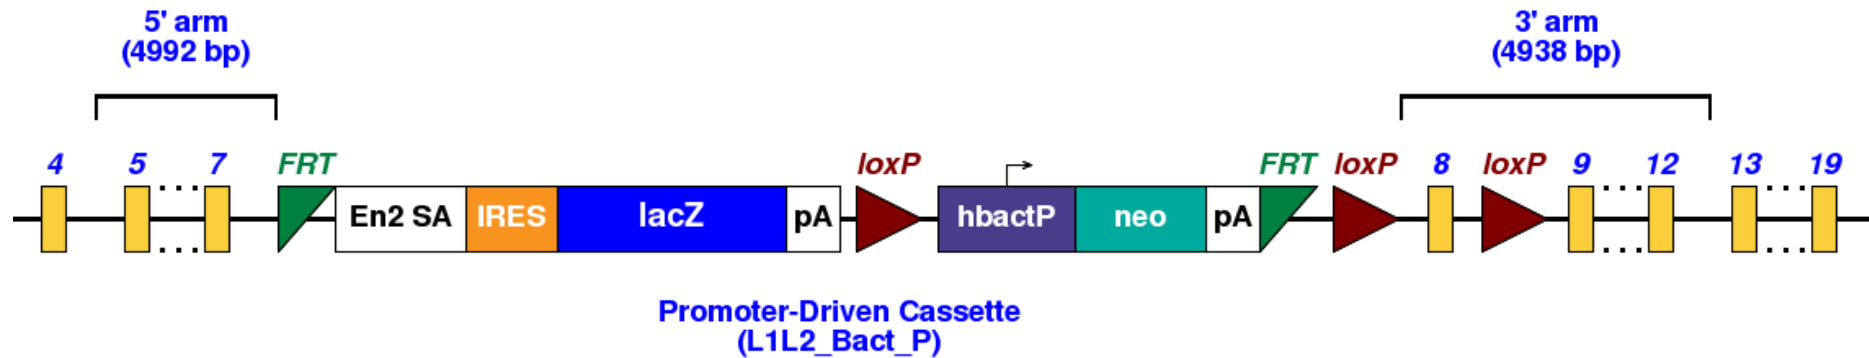 5' arm
(4992 bp)
3' arm
(4938 bp)
4 5 ... 7 FRT loxP FRT loxP 8 loxP 9 ... 12 13 ... 19
En2 SA IRES lacZ pA hbactP neo pA
Promoter-Driven Cassette
(L1L2_Bact_P)